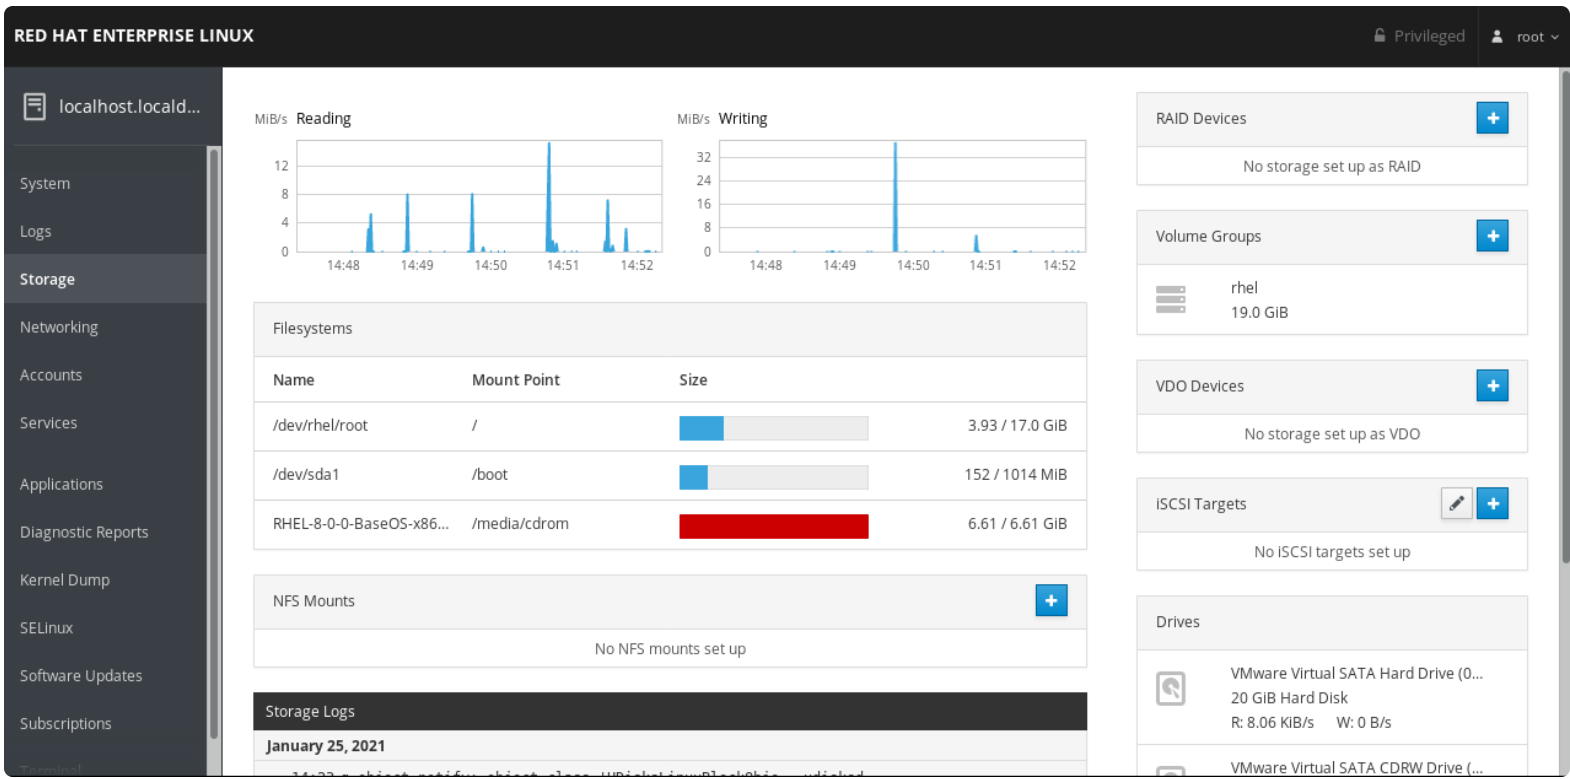 RED HAT ENTERPRISE LINUX
Privileged
root
localhost.locald...
System
Logs
Storage
Networking
Accounts
Services
Applications
Diagnostic Reports
Kernel Dump
SELinux
Software Updates
Subscriptions
Terminal
MiB/s Reading
12
8
4
0
14:48 14:49 14:50 14:51 14:52
MiB/s Writing
32
24
16
8
0
14:48 14:49 14:50 14:51 14:52
Filesystems
Name Mount Point Size
/dev/rhel/root / 3.93 / 17.0 GiB
/dev/sda1 /boot 152 / 1014 MiB
RHEL-8-0-0-BaseOS-x86... /media/cdrom 6.61 / 6.61 GiB
NFS Mounts
No NFS mounts set up
Storage Logs
January 25, 2021
RAID Devices
No storage set up as RAID
Volume Groups
rhel
19.0 GiB
VDO Devices
No storage set up as VDO
iSCSI Targets
No iSCSI targets set up
Drives
VMware Virtual SATA Hard Drive (0...
20 GiB Hard Disk
R: 8.06 KiB/s W: 0 B/s
VMware Virtual SATA CDRW Drive (...